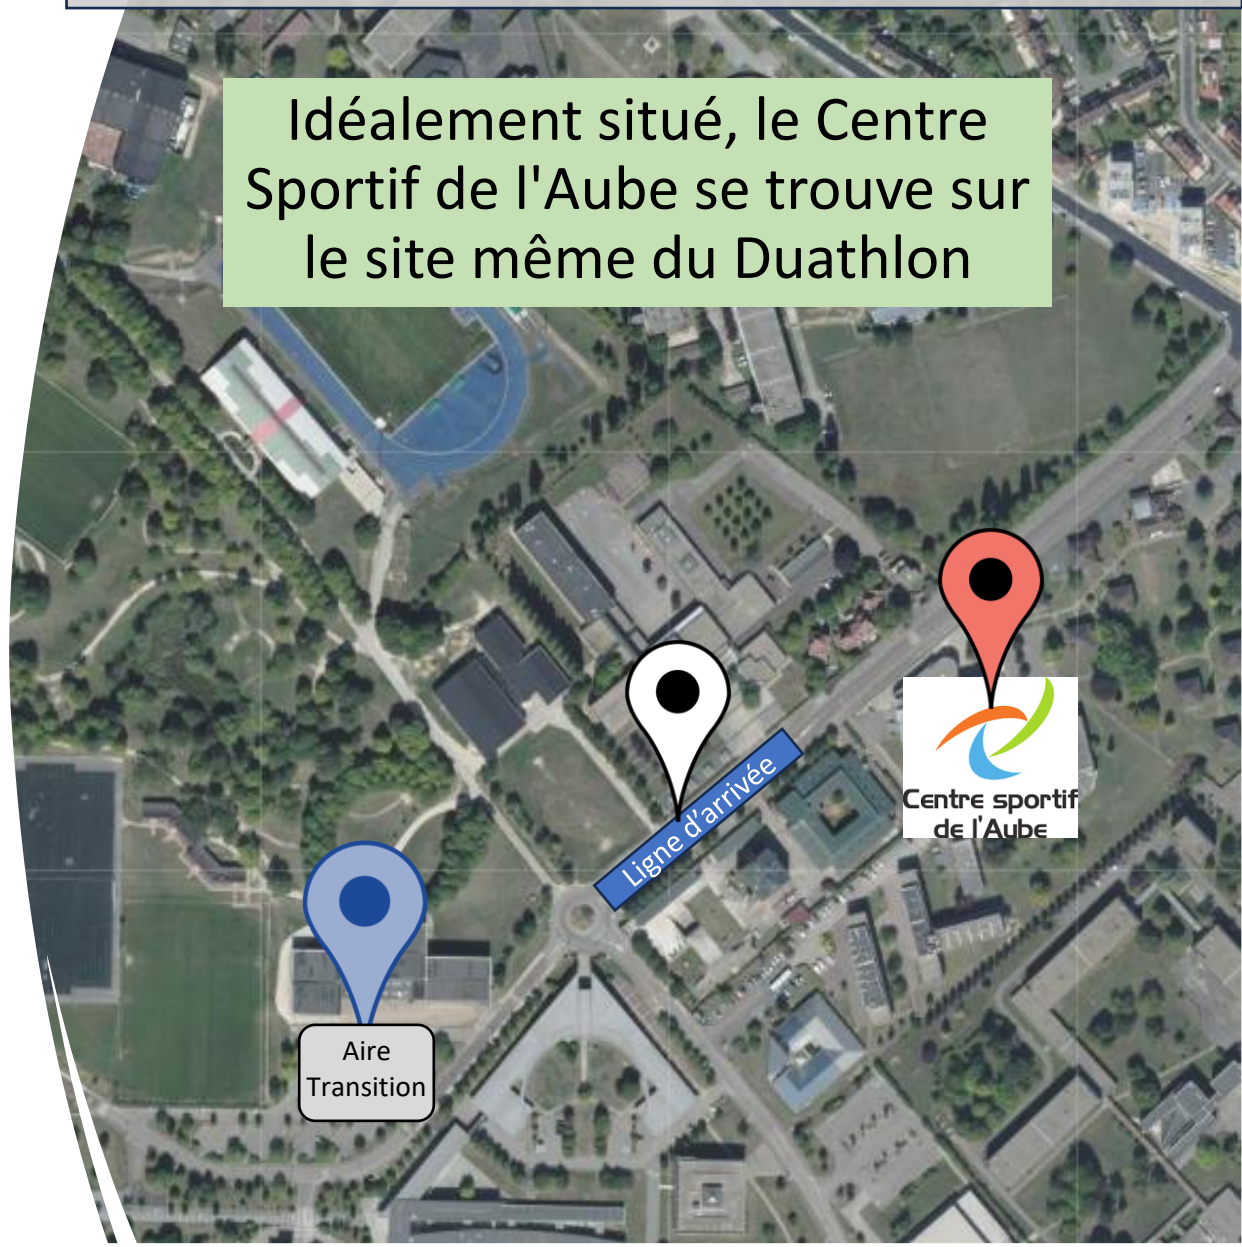 Idéalement situé, le Centre
Sportif de l'Aube se trouve sur
le site même du Duathlon
Centre sportif
de l'Aube
Ligne d’arrivée
Aire
Transition